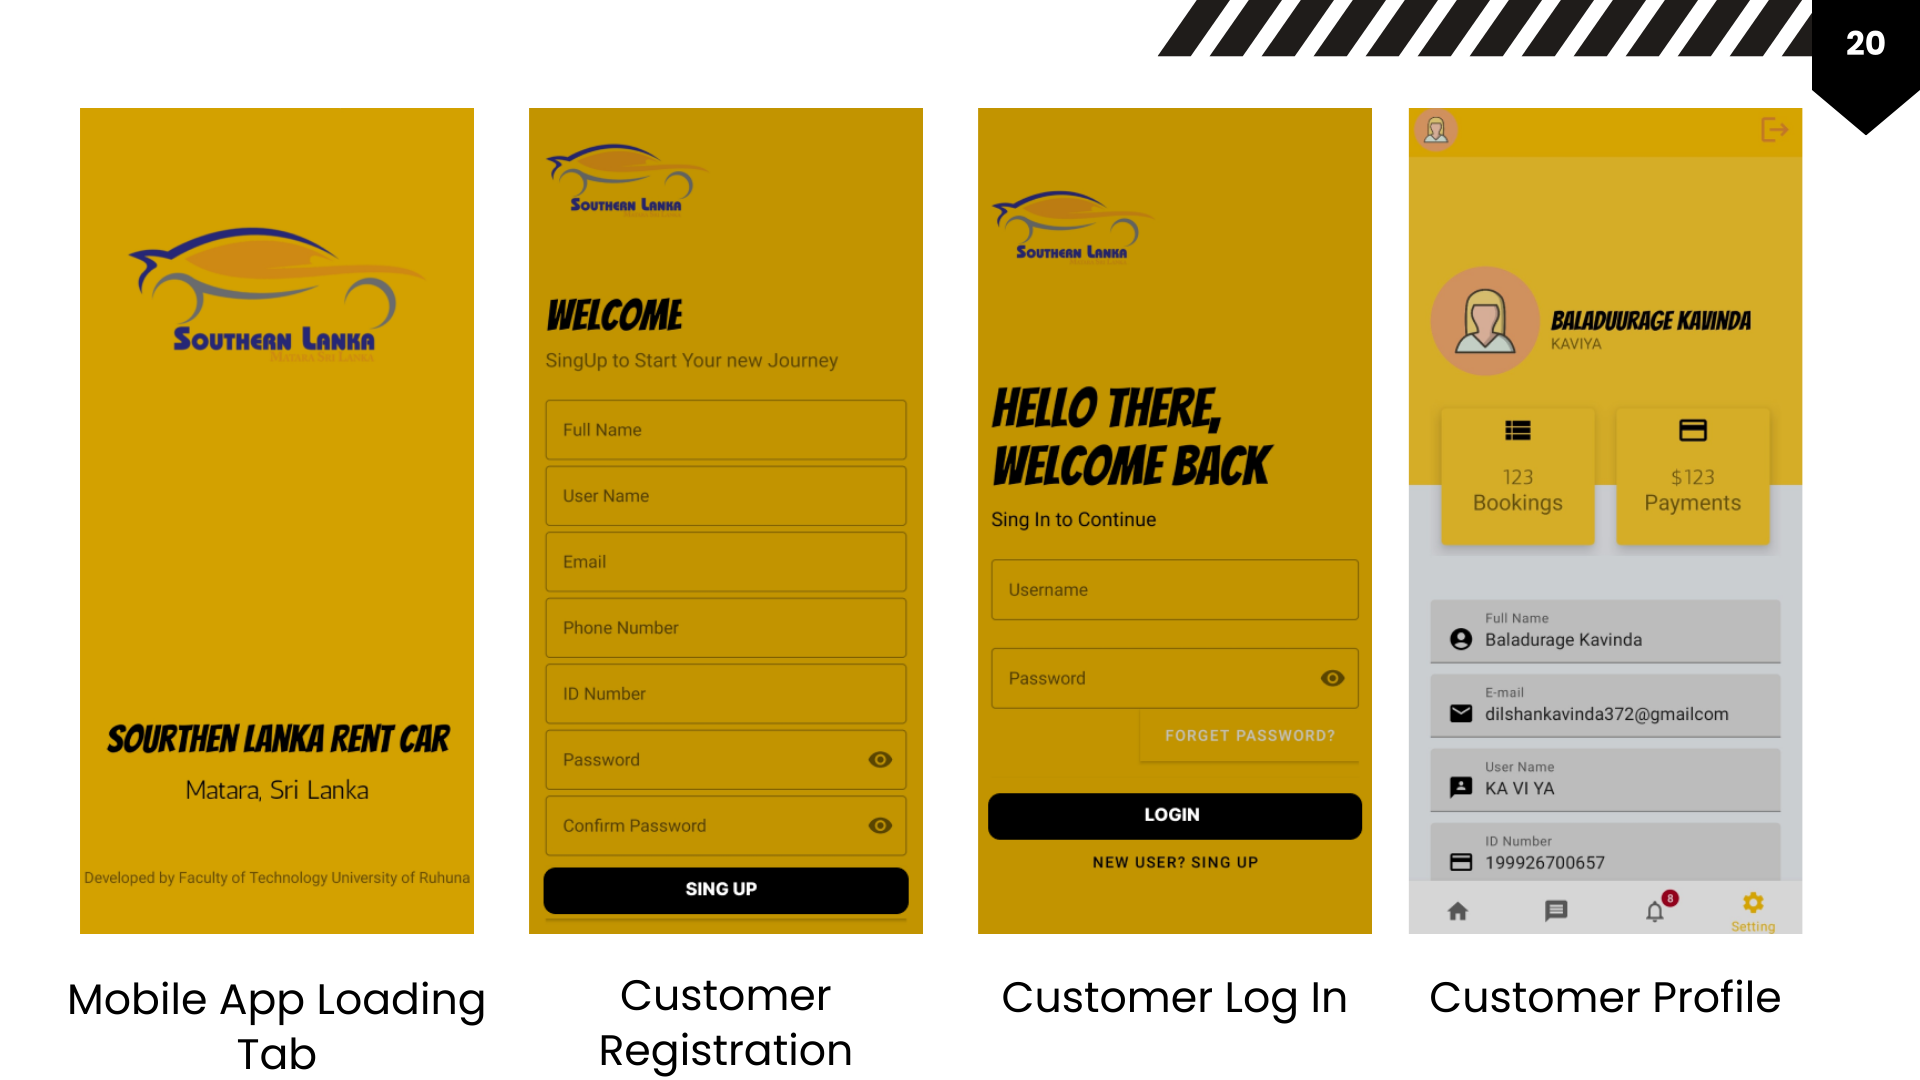 20
SOUTHERN LANKA
MATARA SRI LANKA
SOURTHEN LANKA RENT CAR
Matara, Sri Lanka
Developed by Faculty of Technology University of Ruhuna
Mobile App Loading
Tab
SOUTHERN LANKA
WELCOME
SingUp to Start Your new Journey
Full Name
User Name
Email
Phone Number
ID Number
Password
Confirm Password
SING UP
Customer
Registration
SOUTHERN LANKA
HELLO THERE,
WELCOME BACK
Sing In to Continue
Username
Password
FORGET PASSWORD?
LOGIN
NEW USER? SING UP
Customer Log In
BALADUURAGE KAVINDA
KAVIYA
123
Bookings
$123
Payments
Full Name
Baladurage Kavinda
E-mail
dilshankavinda372@gmailcom
User Name
KA VI YA
ID Number
199926700657
8
Setting
Customer Profile